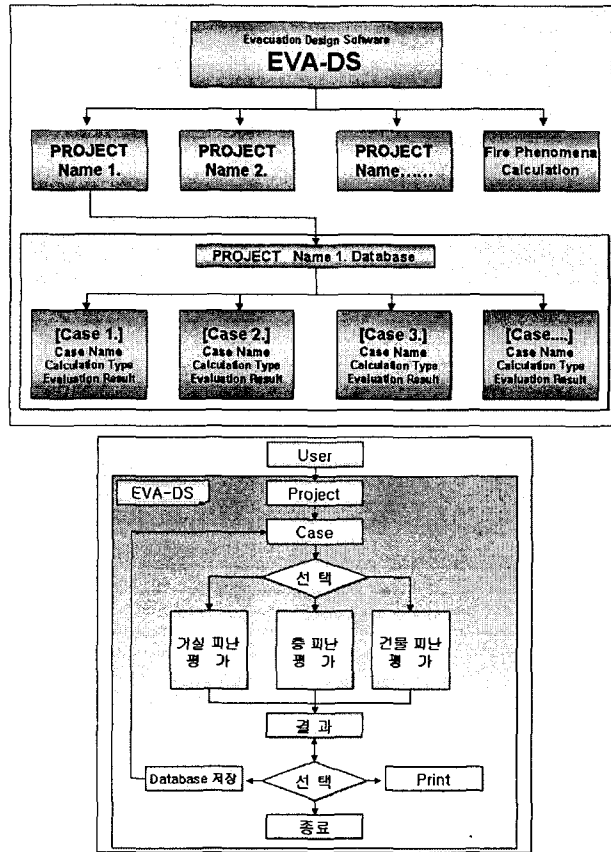 Evacuation Design Software
EVA-DS
PROJECT
Name 1.
PROJECT
Name 2.
PROJECT
Name,.....
Fire Phenomena
Calculation
PROJECT Name 1. Database
[Case 1.]
Case Name
Calculation Type
Evaluation Result
[Case 2.]
Case Name
Calculation Type
Evaluation Result
[Case 3.]
Case Name
Calculation Type
Evaluation Result
[Case....]
Case Name
Calculation Type
Evaluation Result
User
EVA-DS
Project
Case
선 택
거실 피난
평 가
층 피난
평 가
건물 피난
평 가
결 과
Database 저장
선 택
Print
종료